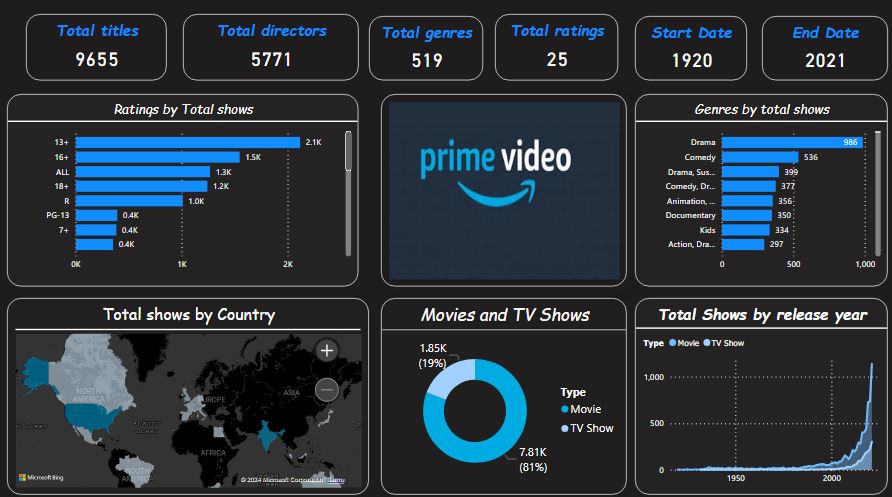 Total titles
9655
Total directors
5771
Total genres
519
Total ratings
25
Start Date
1920
End Date
2021
Ratings by Total shows
13+ 2.1K
16+ 1.5K
ALL 1.3K
18+ 1.2K
R 1.0K
PG-13 0.4K
7+ 0.4K
0.4K
0K 1K 2K
prime video
Genres by total shows
Drama 986
Comedy 536
Drama, Sus... 399
Comedy, Dr... 377
Animation, ... 356
Documentary 350
Kids 334
Action, Dra... 297
0 500 1,000
Total shows by Country
NORTH
AMERICA
EUROPE
ASIA
Atlantic
Ocean
AFRICA
SOUTH
AMERICA
Microsoft Bing
© 2024 Microsoft Corporation Terms
Movies and TV Shows
1.85K
(19%)
7.81K
(81%)
Type
Movie
TV Show
Total Shows by release year
Type Movie TV Show
1,000
500
0
1950 2000